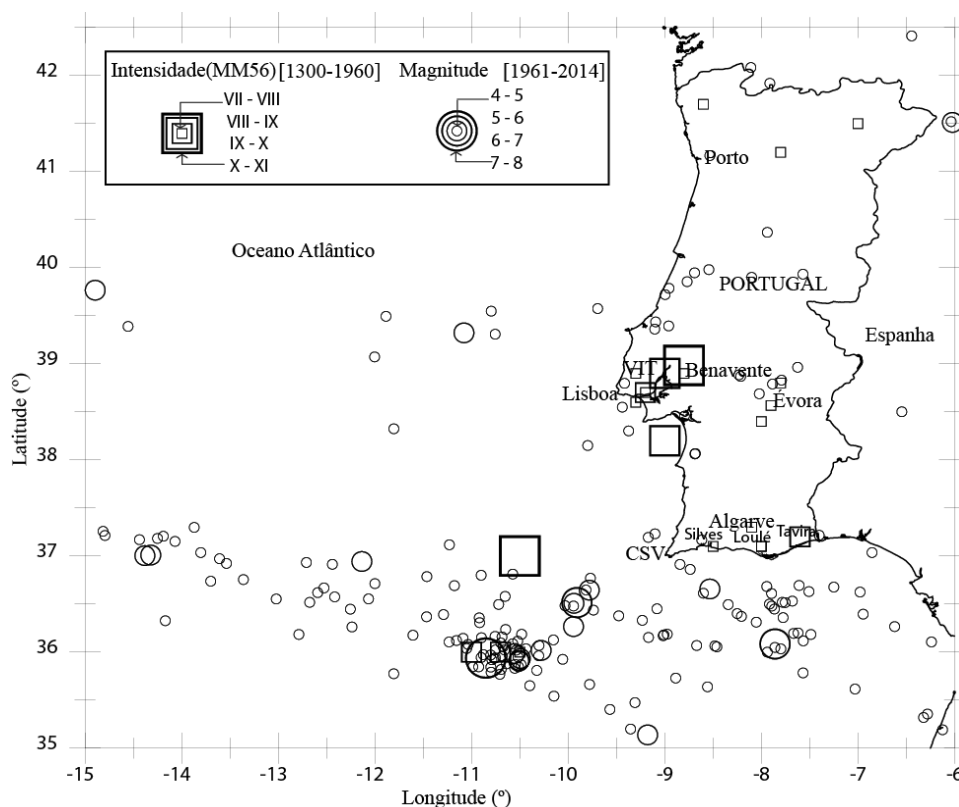 Intensidade(MM56) [1300-1960] Magnitude [1961-2014]
VII - VIII
VIII - IX
IX - X
X - XI
4 - 5
5 - 6
6 - 7
7 - 8
42
41
40
39
38
37
36
35
Latitude (º)
Porto
Oceano Atlântico
PORTUGAL
Espanha
VIT
Benavente
Lisboa
Évora
Algarve
Silves
Loulé
Tavira
CSV
-15 -14 -13 -12 -11 -10 -9 -8 -7 -6
Longitude (º)